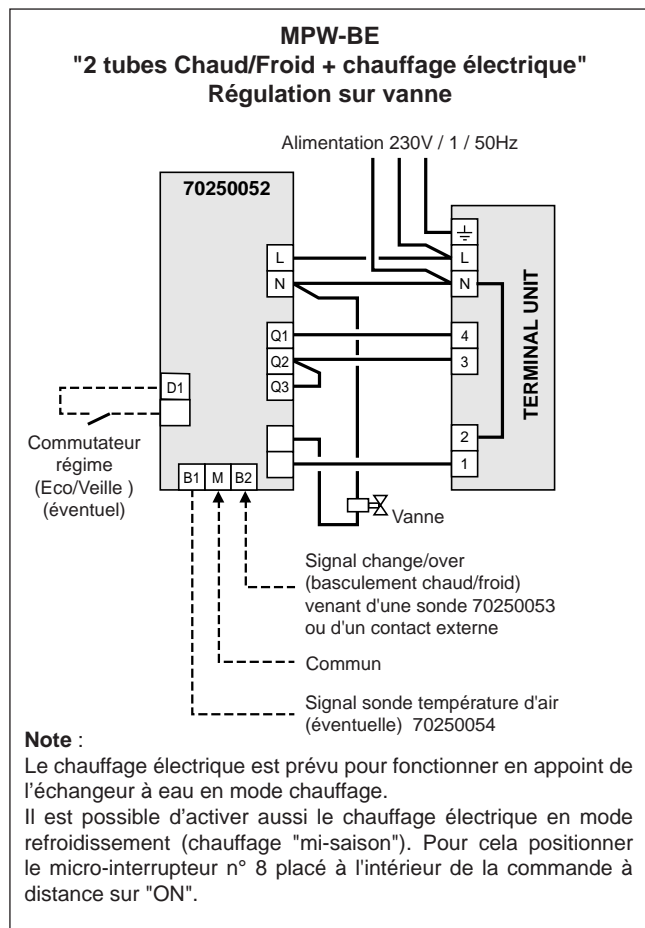 MPW-BE
"2 tubes Chaud/Froid + chauffage électrique"
Régulation sur vanne
Alimentation 230V / 1 / 50Hz
70250052
L
N
Q1
Q2
Q3
D1
B1 M B2
L
N
4
3
2
1
TERMINAL UNIT
Commutateur
régime
(Eco/Veille )
(éventuel)
Vanne
Signal change/over
(basculement chaud/froid)
venant d'une sonde 70250053
ou d'un contact externe
Commun
Signal sonde température d'air
(éventuelle) 70250054
Note :
Le chauffage électrique est prévu pour fonctionner en appoint de
l'échangeur à eau en mode chauffage.
Il est possible d'activer aussi le chauffage électrique en mode
refroidissement (chauffage "mi-saison"). Pour cela positionner
le micro-interrupteur n° 8 placé à l'intérieur de la commande à
distance sur "ON".